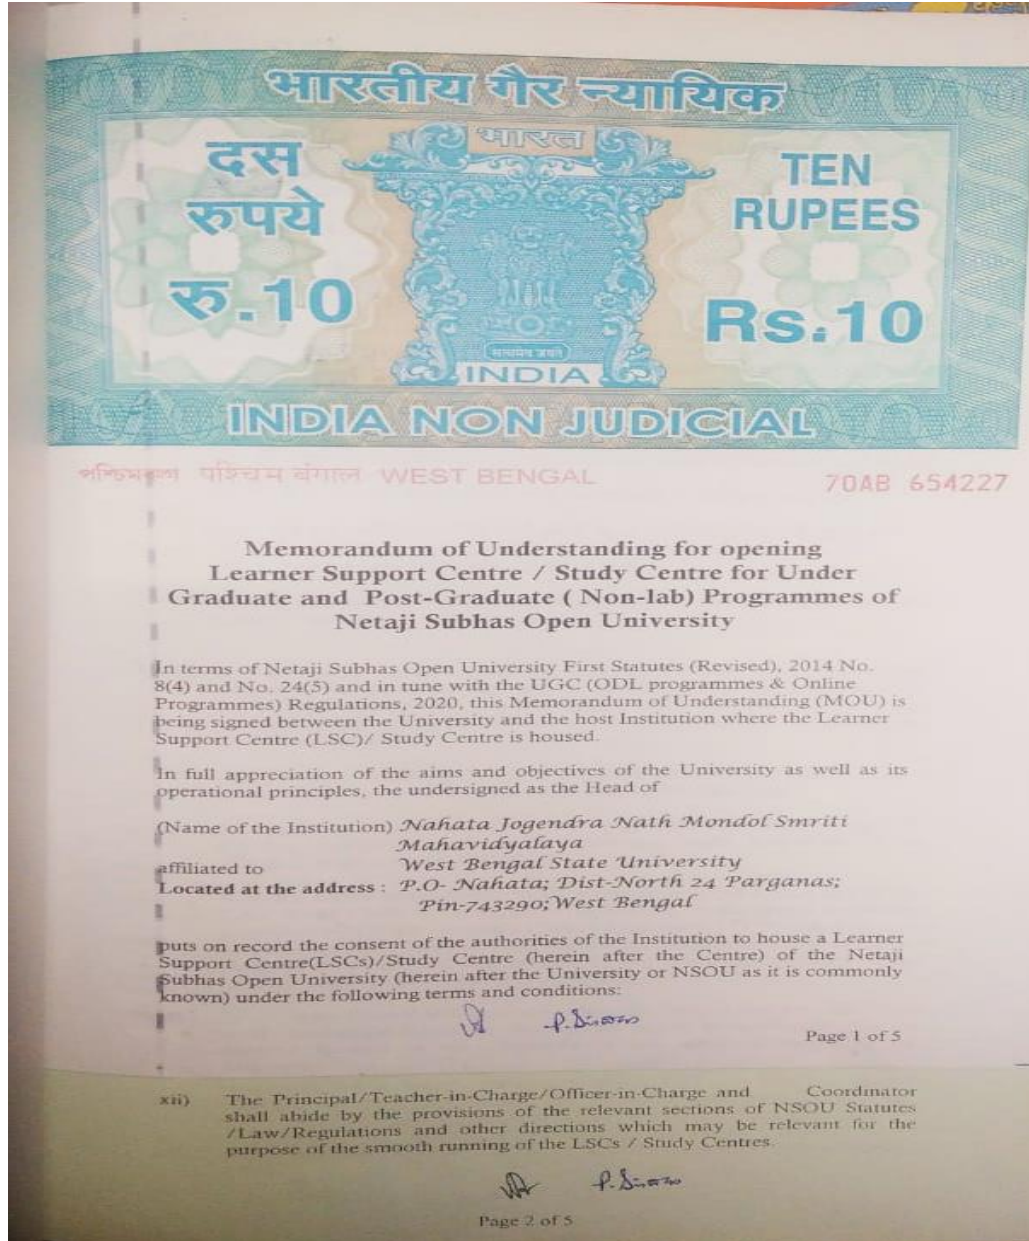 भारतीय गैर न्यायिक
भारत
दस
रुपये
रु.10
TEN
RUPEES
Rs.10
सत्यमेव जयते
INDIA
INDIA NON JUDICIAL
পশ্চিমবঙ্গ पश्चिम बंगाल WEST BENGAL
70AB 654227
Memorandum of Understanding for opening
Learner Support Centre / Study Centre for Under
Graduate and Post-Graduate ( Non-lab) Programmes of
Netaji Subhas Open University
In terms of Netaji Subhas Open University First Statutes (Revised), 2014 No.
8(4) and No. 24(5) and in tune with the UGC (ODL programmes & Online
Programmes) Regulations, 2020, this Memorandum of Understanding (MOU) is
being signed between the University and the host Institution where the Learner
Support Centre (LSC)/ Study Centre is housed.
In full appreciation of the aims and objectives of the University as well as its
operational principles, the undersigned as the Head of
(Name of the Institution) Nahata Jogendra Nath Mondol Smriti
Mahavidyalaya
affiliated to West Bengal State University
Located at the address : P.O- Nahata; Dist-North 24 Parganas;
Pin-743290;West Bengal
puts on record the consent of the authorities of the Institution to house a Learner
Support Centre(LSCs)/Study Centre (herein after the Centre) of the Netaji
Subhas Open University (herein after the University or NSOU as it is commonly
known) under the following terms and conditions:
Page 1 of 5
xii) The Principal/Teacher-in-Charge/Officer-in-Charge and Coordinator
shall abide by the provisions of the relevant sections of NSOU Statutes
/Law/Regulations and other directions which may be relevant for the
purpose of the smooth running of the LSCs / Study Centres.
Page 2 of 5